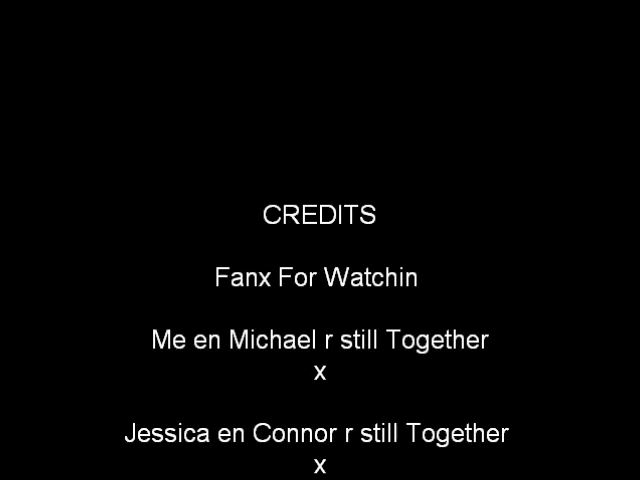 CREDITS
Fanx For Watchin
Me en Michael r still Together
x
Jessica en Connor r still Together
x